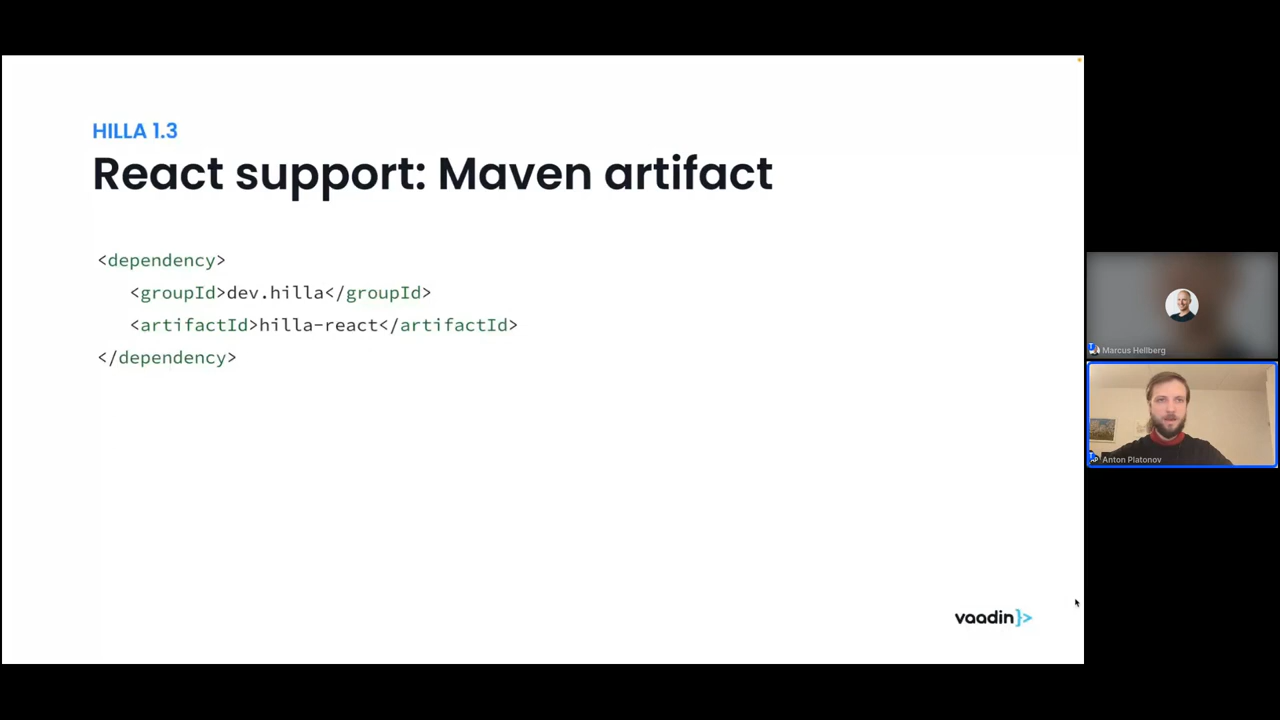 HILLA 1.3
React support: Maven artifact
<dependency>
<groupId>dev.hilla</groupId>
<artifactId>hilla-react</artifactId>
</dependency>
vaadin}>
Marcus Hellberg
Anton Platonov